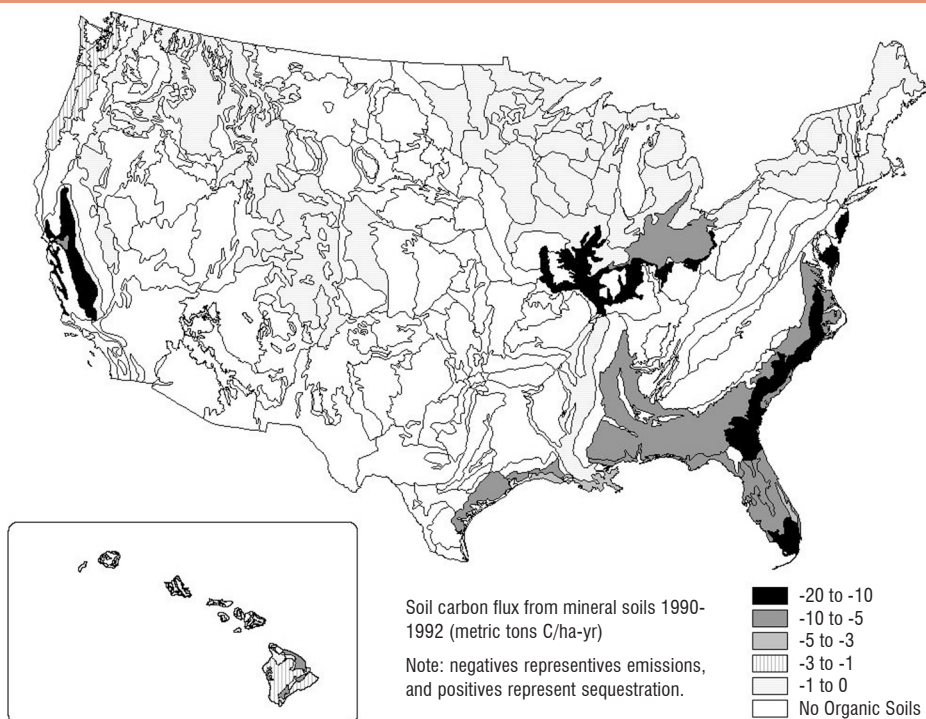 Soil carbon flux from mineral soils 1990-
1992 (metric tons C/ha-yr)
Note: negatives representives emissions,
and positives represent sequestration.
-20 to -10
-10 to -5
-5 to -3
-3 to -1
-1 to 0
No Organic Soils